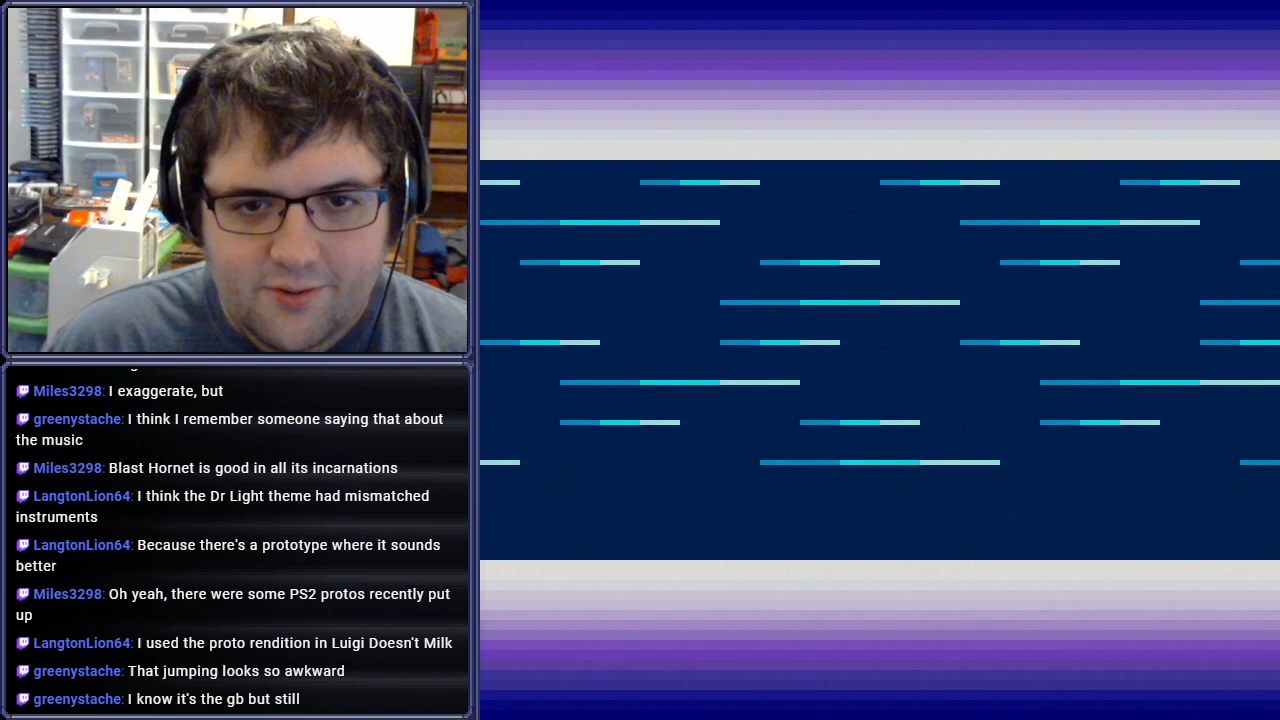 Miles3298: I exaggerate, but
greenystache: I think I remember someone saying that about
the music
Miles3298: Blast Hornet is good in all its incarnations
LangtonLion64: I think the Dr Light theme had mismatched
instruments
LangtonLion64: Because there's a prototype where it sounds
better
Miles3298: Oh yeah, there were some PS2 protos recently put
up
LangtonLion64: I used the proto rendition in Luigi Doesn't Milk
greenystache: That jumping looks so awkward
greenystache: I know it's the gb but still